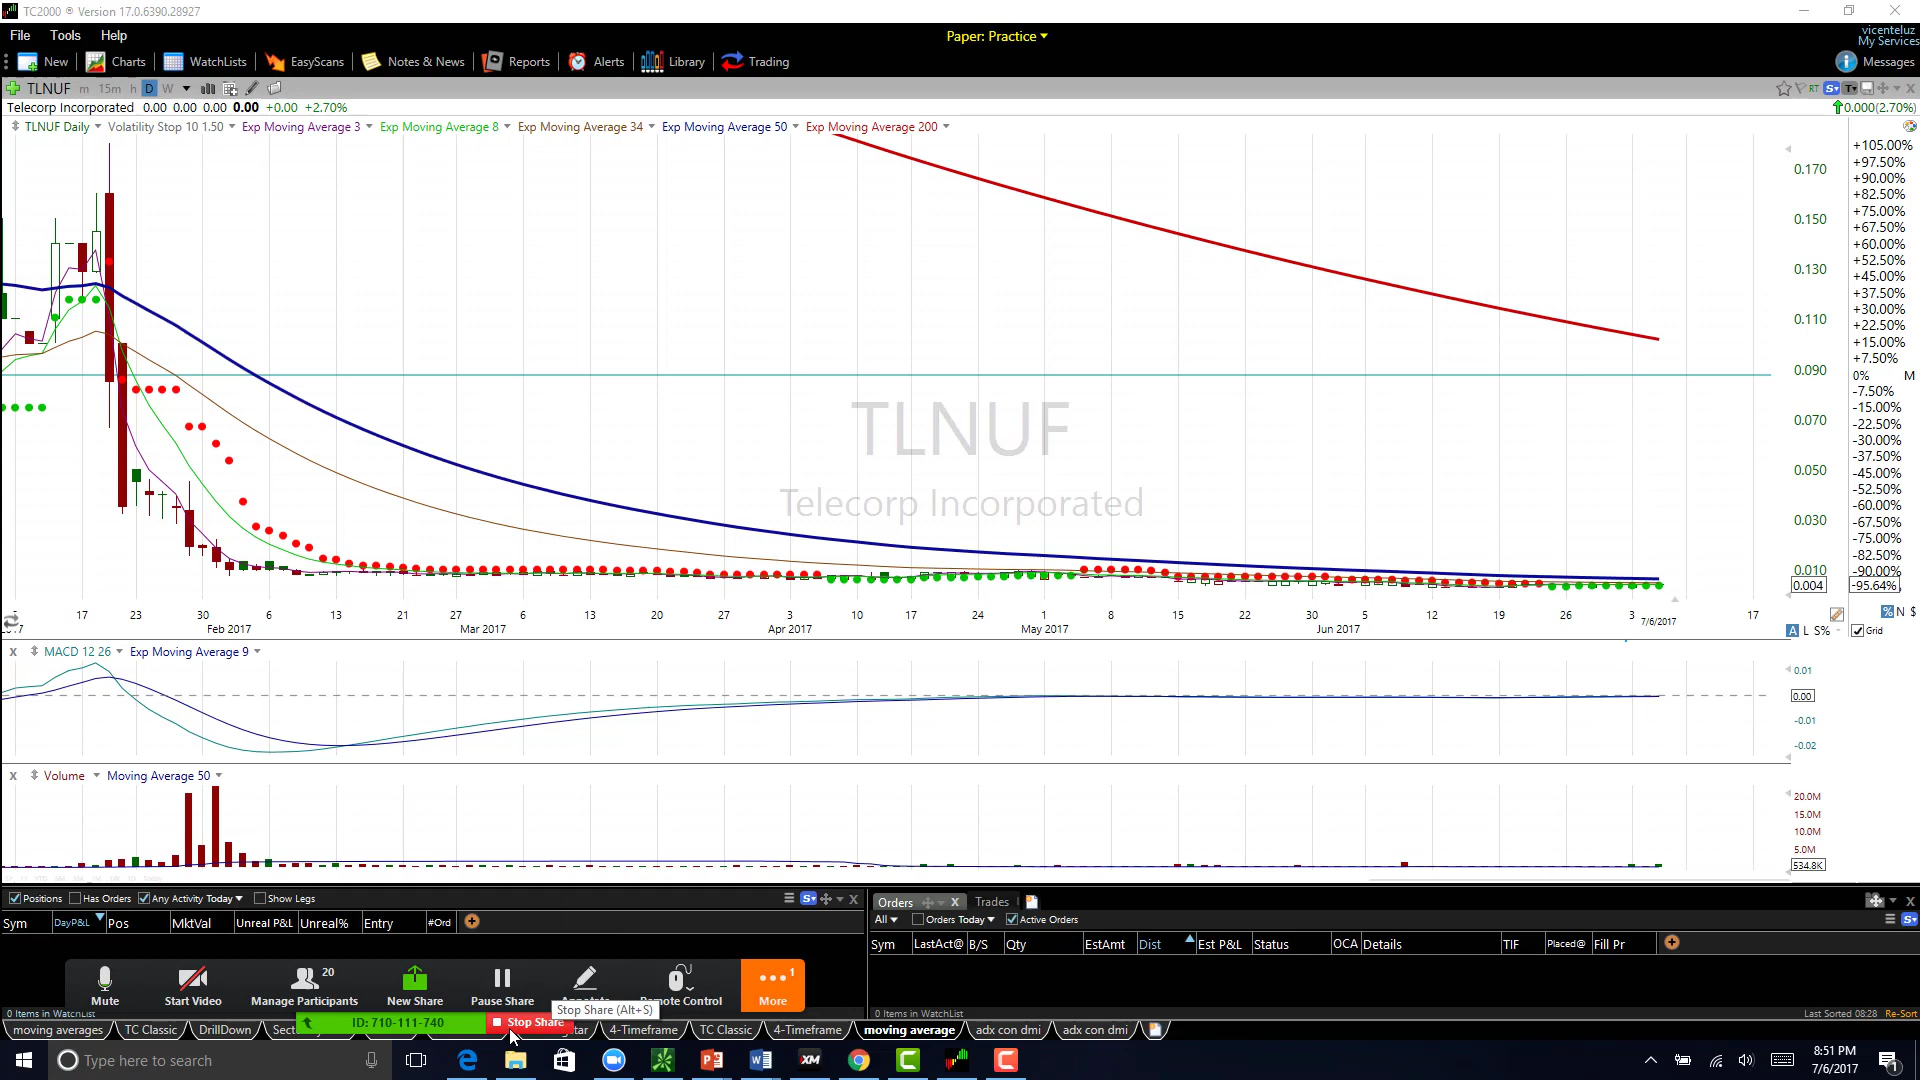 TC2000 ® Version 17.0.6390.28927
File Tools Help
Paper: Practice
vicenteluz
My Services
New Charts WatchLists EasyScans Notes & News Reports Alerts Library Trading Messages
TLNUF m 15m h D W RT S T
Telecorp Incorporated 0.00 0.00 0.00 0.00 +0.00 +2.70% 0.000(2.70%)
TLNUF Daily Volatility Stop 10 1.50 Exp Moving Average 3 Exp Moving Average 8 Exp Moving Average 34 Exp Moving Average 50 Exp Moving Average 200
+105.00%
0.170 +97.50%
+90.00%
+82.50%
+75.00%
0.150 +67.50%
+60.00%
+52.50%
0.130 +45.00%
+37.50%
+30.00%
0.110 +22.50%
+15.00%
+7.50%
0.090 0% M
-7.50%
-15.00%
0.070 -22.50%
-30.00%
-37.50%
0.050 -45.00%
-52.50%
-60.00%
0.030 -67.50%
-75.00%
-82.50%
0.010 -90.00%
0.004 -95.64%
TLNUF
Telecorp Incorporated
17 23 30 6 13 21 27 6 13 20 27 3 10 17 24 1 8 15 22 30 5 12 19 26 3 7/6/2017 17
% N $
Feb 2017 Mar 2017 Apr 2017 May 2017 Jun 2017
A L S% Grid
X MACD 12 26 Exp Moving Average 9
0.01
0.00
-0.01
-0.02
X Volume Moving Average 50
20.0M
15.0M
10.0M
5.0M
534.8K
Positions Has Orders Any Activity Today Show Legs
Sym DayP&L Pos MktVal Unreal P&L Unreal% Entry #Ord
Orders X Trades
All Orders Today Active Orders
Sym LastAct@ B/S Qty EstAmt Dist Est P&L Status OCA Details TIF Placed@ Fill Pr
20 1
Mute Start Video Manage Participants New Share Pause Share Remote Control More
Stop Share (Alt+S)
0 Items in WatchList
0 Items in WatchList Last Sorted 08:28 Re-Sort
ID: 710-111-740 Stop Share
moving averages TC Classic DrillDown 4-Timeframe TC Classic 4-Timeframe moving average adx con dmi adx con dmi
Type here to search
XM
8:51 PM
7/6/2017